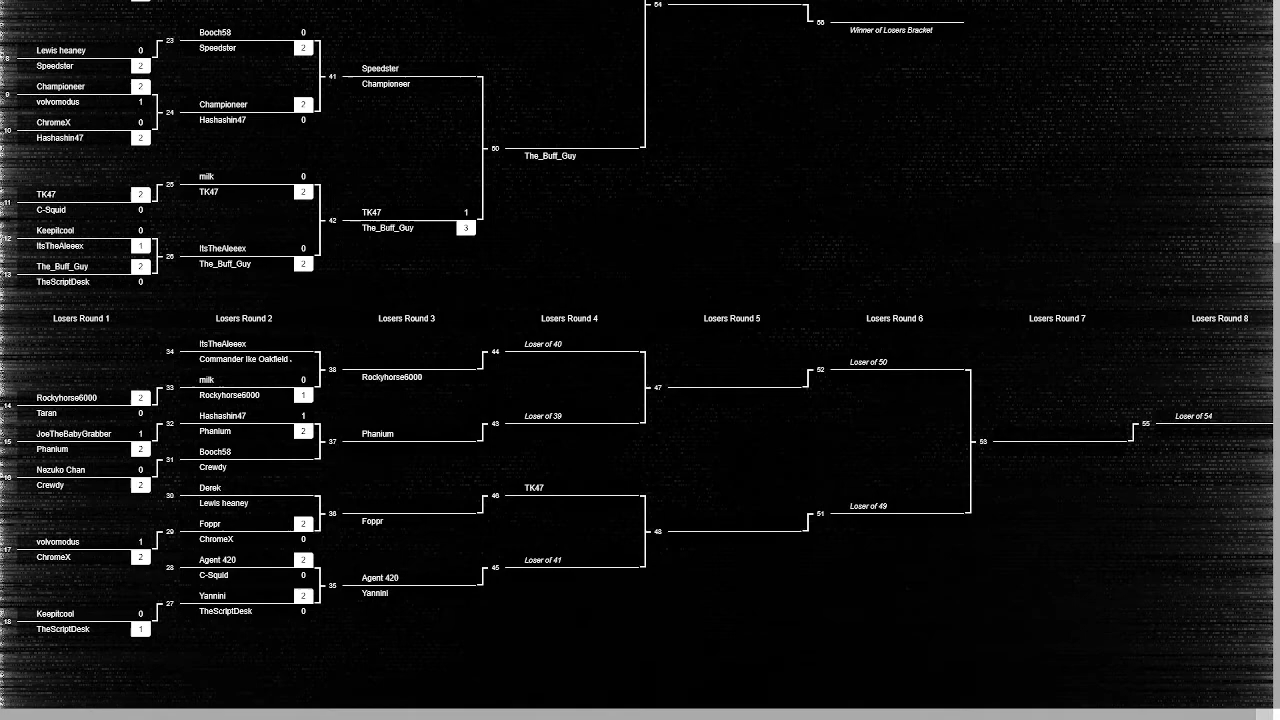 54
56
Winner of Losers Bracket
Booch58 0
23
Speedster 2
Lewis heaney 0
8
Speedster 2
41
Speedster
Championeer
Championeer 2
9
volvomodus 1
Championeer 2
24
Hashashin47 0
ChromeX 0
10
Hashashin47 2
50
The_Buff_Guy
milk 0
25
TK47 2
TK47 2
11
C-Squid 0
42
TK47 1
The_Buff_Guy 3
Keepitcool 0
12
ItsTheAleeex 1
ItsTheAleeex 0
26
The_Buff_Guy 2
The_Buff_Guy 2
13
TheScriptDesk 0
Losers Round 1 Losers Round 2 Losers Round 3 Losers Round 4 Losers Round 5 Losers Round 6 Losers Round 7 Losers Round 8
ItsTheAleeex
34
Commander Ike Oakfield .
44
Loser of 40
38
Rockyhorse6000
52
Loser of 50
milk 0
33
Rockyhorse6000 1
47
Rockyhorse6000 2
14
Taran 0
Hashashin47 1
32
Phanium 2
43
Loser of 39
55
Loser of 54
JoeTheBabyGrabber 1
15
Phanium 2
37
Phanium
53
Booch58
31
Crewdy
Nezuko Chan 0
16
Crewdy 2
Derek
30
Lewis heaney
46
TK47
36
Foppr
51
Loser of 49
Foppr 2
29
ChromeX 0
48
volvomodus 1
17
ChromeX 2
Agent 420 2
28
C-Squid 0
45
Loser of 41
35
Agent 420
Yannini
Yannini 2
27
TheScriptDesk 0
Keepitcool 0
18
TheScriptDesk 1